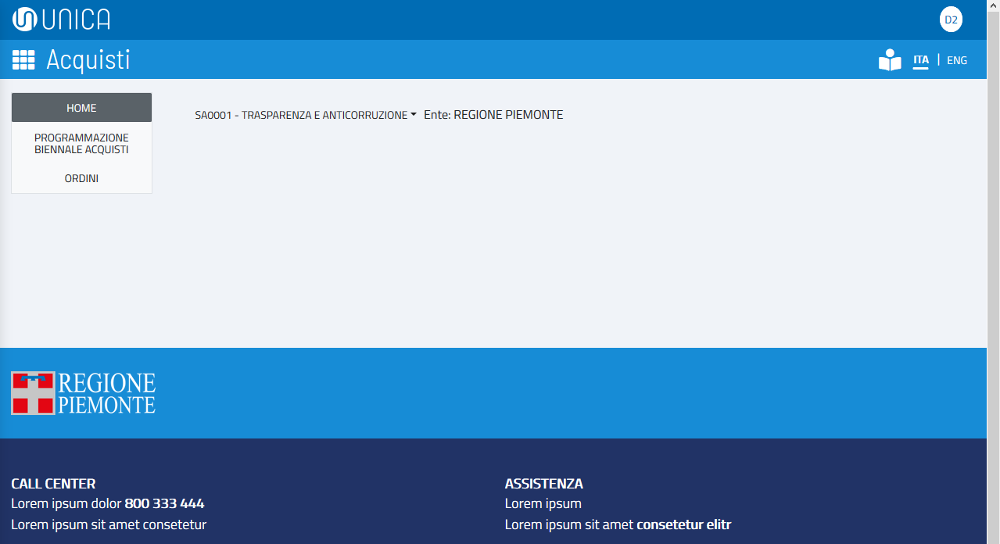 UNICA
D2
Acquisti
ITA | ENG
HOME
SA0001 - TRASPARENZA E ANTICORRUZIONE Ente: REGIONE PIEMONTE
PROGRAMMAZIONE
BIENNALE ACQUISTI
ORDINI
REGIONE
PIEMONTE
CALL CENTER
Lorem ipsum dolor 800 333 444
Lorem ipsum sit amet consetetur
ASSISTENZA
Lorem ipsum
Lorem ipsum sit amet consetetur elitr